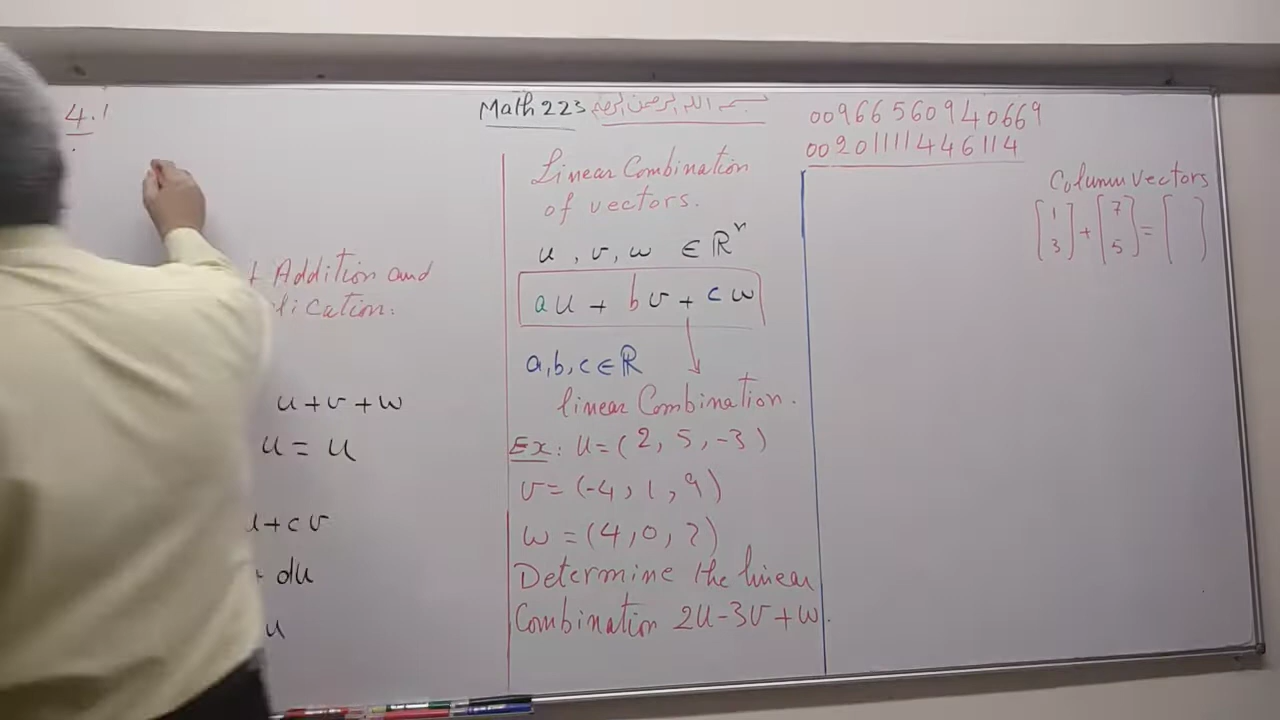 4.1
Math 223 بسم الله الرحمن الرحيم
00966560940669
00201111446114
Addition and
u+v+w
u = u
u+cv
+ du
u
Linear Combination
of vectors.
u, v, w ∈ ℝⁿ
au + bv + cw
a,b,c ∈ ℝ
linear Combination.
Ex: u=(2, 5, -3)
v=(-4, 1, 9)
w=(4, 0, 2)
Determine the linear
Combination 2u-3v+w.
Column vectors
[1 3] + [7 5] = [ ]